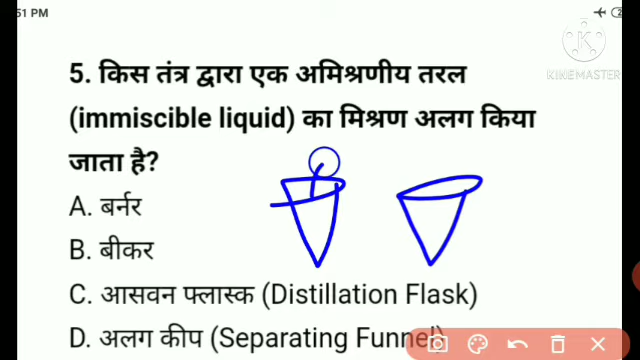 :51 PM
KINEMASTER
5. किस तंत्र द्वारा एक अमिश्रणीय तरल
(immiscible liquid) का मिश्रण अलग किया
जाता है?
A. बर्नर
B. बीकर
C. आसवन फ्लास्क (Distillation Flask)
D. अलग कीप (Separating Funnel)